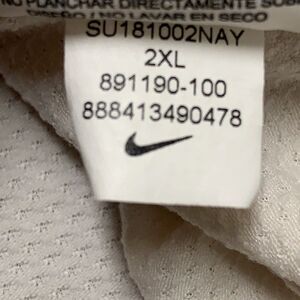 NO PLANCHAR DIRECTAMENTE SOBRE
DISEÑO / NO LAVAR EN SECO
SU181002NAY
2XL
891190-100
888413490478